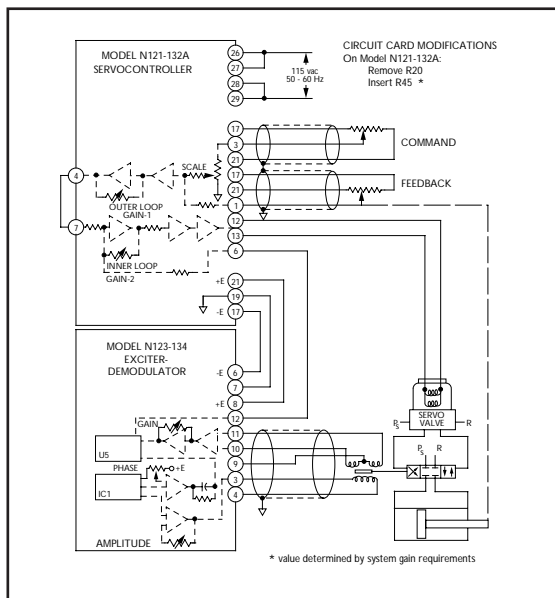 MODEL N121-132A
SERVOCONTROLLER
26
27
28
29
115 vac
50 - 60 Hz
CIRCUIT CARD MODIFICATIONS
On Model N121-132A:
Remove R20
Insert R45 *
17
3
21
COMMAND
SCALE
4
17
21
1
FEEDBACK
OUTER LOOP
GAIN-1
7
12
13
6
INNER LOOP
GAIN-2
+E 21
19
-E 17
MODEL N123-134
EXCITER-
DEMODULATOR
-E 6
7
+E 8
12
GAIN
11
U5
10
PHASE
+E
9
IC1
3
4
AMPLITUDE
SERVO
VALVE
PS
R
PS R
* value determined by system gain requirements